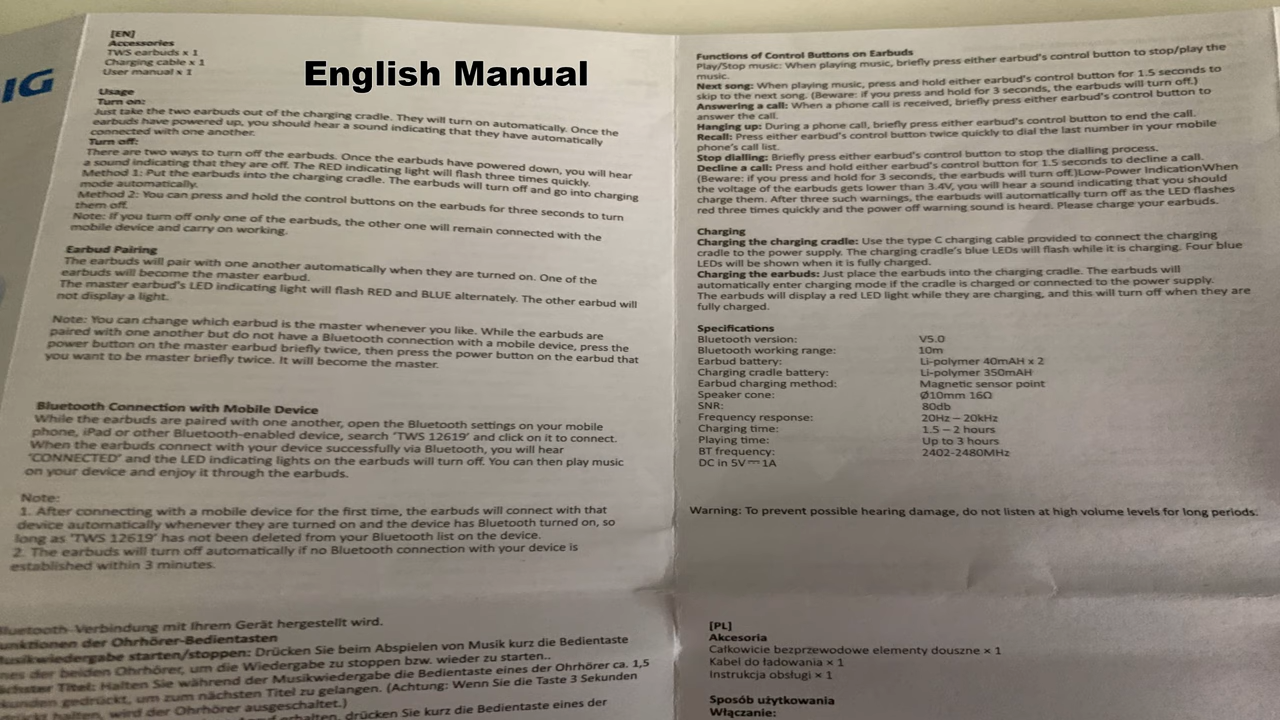 IG
English Manual
[EN]
Accessories
TWS earbuds x 1
Charging cable x 1
User manual x 1
Usage
Turn on:
Just take the two earbuds out of the charging cradle. They will turn on automatically. Once the
earbuds have powered up, you should hear a sound indicating that they have automatically
connected with one another.
Turn off:
There are two ways to turn off the earbuds. Once the earbuds have powered down, you will hear
a sound indicating that they are off. The RED indicating light will flash three times quickly.
Method 1: Put the earbuds into the charging cradle. The earbuds will turn off and go into charging
mode automatically.
Method 2: You can press and hold the control buttons on the earbuds for three seconds to turn
them off.
Note: If you turn off only one of the earbuds, the other one will remain connected with the
mobile device and carry on working.
Earbud Pairing
The earbuds will pair with one another automatically when they are turned on. One of the
earbuds will become the master earbud.
The master earbud's LED indicating light will flash RED and BLUE alternately. The other earbud will
not display a light.
Note: You can change which earbud is the master whenever you like. While the earbuds are
paired with one another but do not have a Bluetooth connection with a mobile device, press the
power button on the master earbud briefly twice, then press the power button on the earbud that
you want to be master briefly twice. It will become the master.
Bluetooth Connection with Mobile Device
While the earbuds are paired with one another, open the Bluetooth settings on your mobile
phone, iPad or other Bluetooth-enabled device, search 'TWS 12619' and click on it to connect.
When the earbuds connect with your device successfully via Bluetooth, you will hear
'CONNECTED' and the LED indicating lights on the earbuds will turn off. You can then play music
on your device and enjoy it through the earbuds.
Note:
1. After connecting with a mobile device for the first time, the earbuds will connect with that
device automatically whenever they are turned on and the device has Bluetooth turned on, so
long as 'TWS 12619' has not been deleted from your Bluetooth list on the device.
2. The earbuds will turn off automatically if no Bluetooth connection with your device is
established within 3 minutes.
Bluetooth-Verbindung mit Ihrem Gerät hergestellt wird.
unktionen der Ohrhörer-Bedientasten
usikwiedergabe starten/stoppen: Drücken Sie beim Abspielen von Musik kurz die Bedientaste
nes der beiden Ohrhörer, um die Wiedergabe zu stoppen bzw. wieder zu starten..
ächster Titel: Halten Sie während der Musikwiedergabe die Bedientaste eines der Ohrhörer ca. 1,5
kunden gedrückt, um zum nächsten Titel zu gelangen. (Achtung: Wenn Sie die Taste 3 Sekunden
drückt halten, wird der Ohrhörer ausgeschaltet.)
erhalten, drücken Sie kurz die Bedientaste eines der
Functions of Control Buttons on Earbuds
Play/Stop music: When playing music, briefly press either earbud's control button to stop/play the
music.
Next song: When playing music, press and hold either earbud's control button for 1.5 seconds to
skip to the next song. (Beware: if you press and hold for 3 seconds, the earbuds will turn off.)
Answering a call: When a phone call is received, briefly press either earbud's control button to
answer the call.
Hanging up: During a phone call, briefly press either earbud's control button to end the call.
Recall: Press either earbud's control button twice quickly to dial the last number in your mobile
phone's call list.
Stop dialling: Briefly press either earbud's control button to stop the dialling process.
Decline a call: Press and hold either earbud's control button for 1.5 seconds to decline a call.
(Beware: if you press and hold for 3 seconds, the earbuds will turn off.)Low-Power IndicationWhen
the voltage of the earbuds gets lower than 3.4V, you will hear a sound indicating that you should
charge them. After three such warnings, the earbuds will automatically turn off as the LED flashes
red three times quickly and the power off warning sound is heard. Please charge your earbuds.
Charging
Charging the charging cradle: Use the type C charging cable provided to connect the charging
cradle to the power supply. The charging cradle's blue LEDs will flash while it is charging. Four blue
LEDs will be shown when it is fully charged.
Charging the earbuds: Just place the earbuds into the charging cradle. The earbuds will
automatically enter charging mode if the cradle is charged or connected to the power supply.
The earbuds will display a red LED light while they are charging, and this will turn off when they are
fully charged.
Specifications
Bluetooth version: V5.0
Bluetooth working range: 10m
Earbud battery: Li-polymer 40mAH x 2
Charging cradle battery: Li-polymer 350mAH
Earbud charging method: Magnetic sensor point
Speaker cone: Ø10mm 16Ω
SNR: 80db
Frequency response: 20Hz – 20kHz
Charging time: 1.5 – 2 hours
Playing time: Up to 3 hours
BT frequency: 2402-2480MHz
DC in 5V⎓1A
Warning: To prevent possible hearing damage, do not listen at high volume levels for long periods.
[PL]
Akcesoria
Całkowicie bezprzewodowe elementy douszne × 1
Kabel do ładowania × 1
Instrukcja obsługi × 1
Sposób użytkowania
Włączanie: